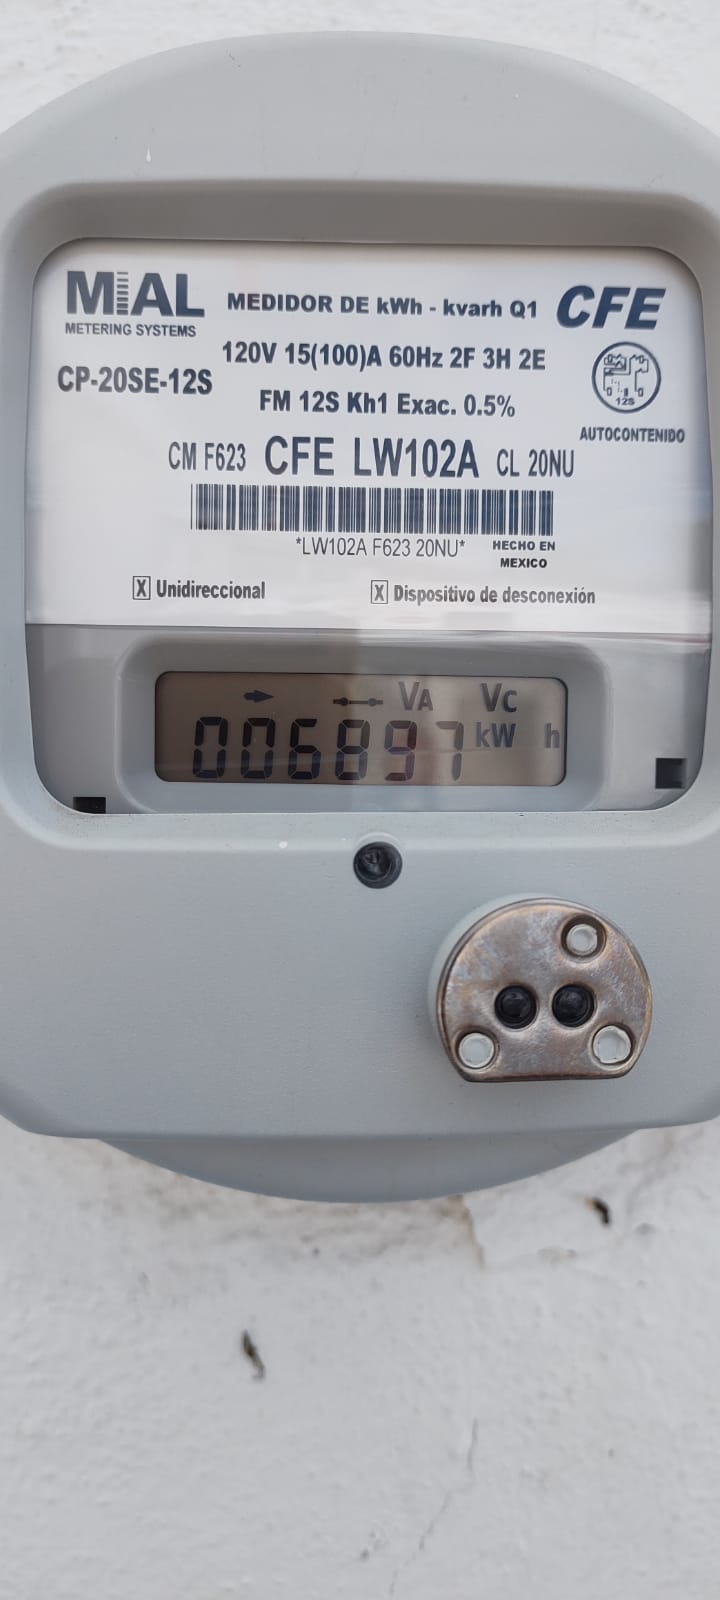 MIAL
METERING SYSTEMS
MEDIDOR DE kWh - kvarh Q1
CFE
120V 15(100)A 60Hz 2F 3H 2E
CP-20SE-12S
FM 12S Kh1 Exac. 0.5%
12S
AUTOCONTENIDO
CM F623 CFE LW102A CL 20NU
*LW102A F623 20NU*
HECHO EN
MEXICO
X Unidireccional
X Dispositivo de desconexión
VA VC
006897 kW h